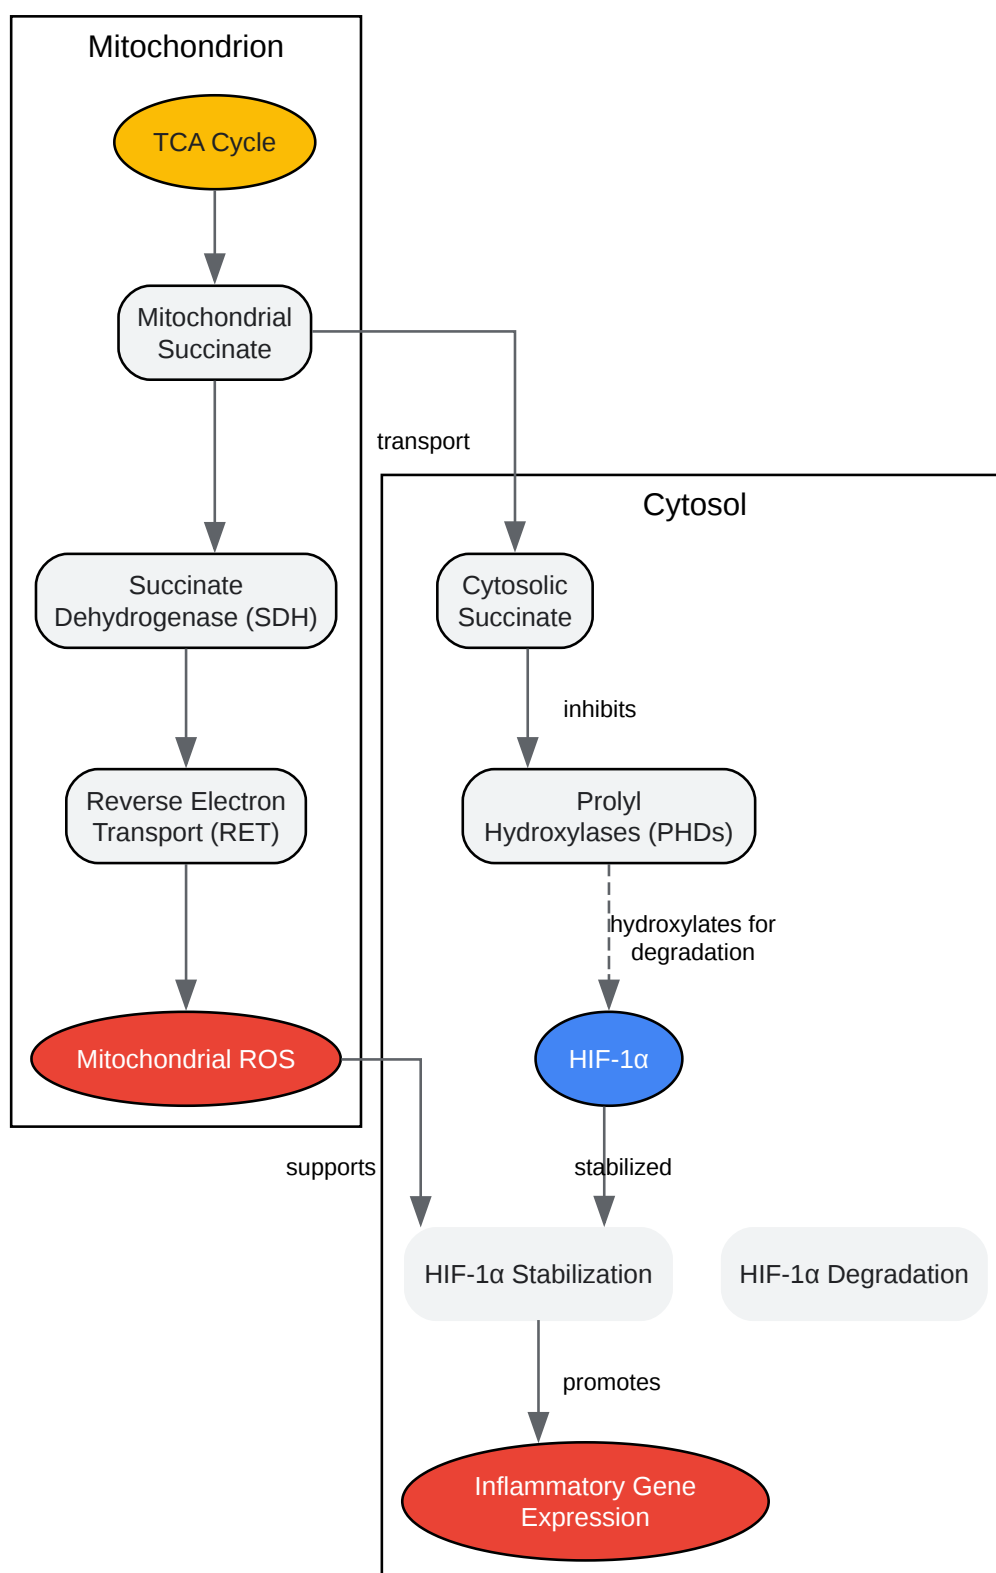 Mitochondrion
TCA Cycle
Mitochondrial
Succinate
transport
Cytosol
Succinate
Dehydrogenase (SDH)
Cytosolic
Succinate
inhibits
Reverse Electron
Transport (RET)
Prolyl
Hydroxylases (PHDs)
hydroxylates for
degradation
Mitochondrial ROS
HIF-1α
supports
stabilized
HIF-1α Stabilization
HIF-1α Degradation
promotes
Inflammatory Gene
Expression